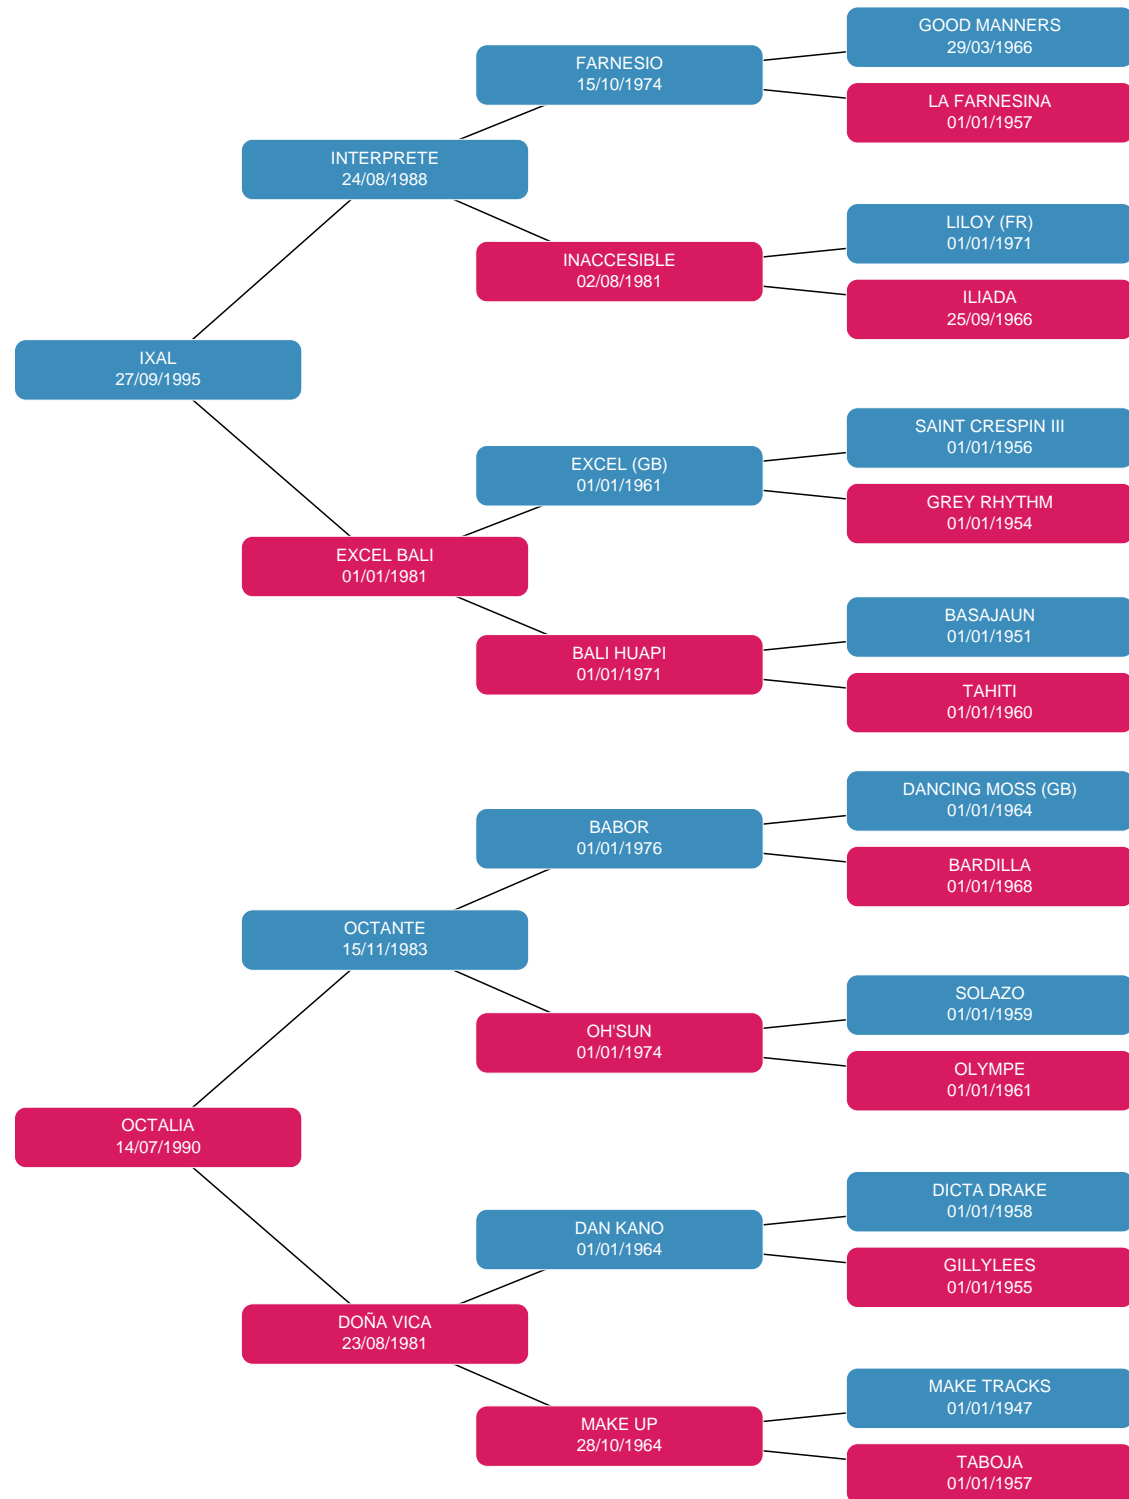 GOOD MANNERS
29/03/1966
FARNESIO
15/10/1974
LA FARNESINA
01/01/1957
INTERPRETE
24/08/1988
LILOY (FR)
01/01/1971
INACCESIBLE
02/08/1981
ILIADA
25/09/1966
IXAL
27/09/1995
SAINT CRESPIN III
01/01/1956
EXCEL (GB)
01/01/1961
GREY RHYTHM
01/01/1954
EXCEL BALI
01/01/1981
BASAJAUN
01/01/1951
BALI HUAPI
01/01/1971
TAHITI
01/01/1960
DANCING MOSS (GB)
01/01/1964
BABOR
01/01/1976
BARDILLA
01/01/1968
OCTANTE
15/11/1983
SOLAZO
01/01/1959
OH'SUN
01/01/1974
OLYMPE
01/01/1961
OCTALIA
14/07/1990
DICTA DRAKE
01/01/1958
DAN KANO
01/01/1964
GILLYLEES
01/01/1955
DOÑA VICA
23/08/1981
MAKE TRACKS
01/01/1947
MAKE UP
28/10/1964
TABOJA
01/01/1957